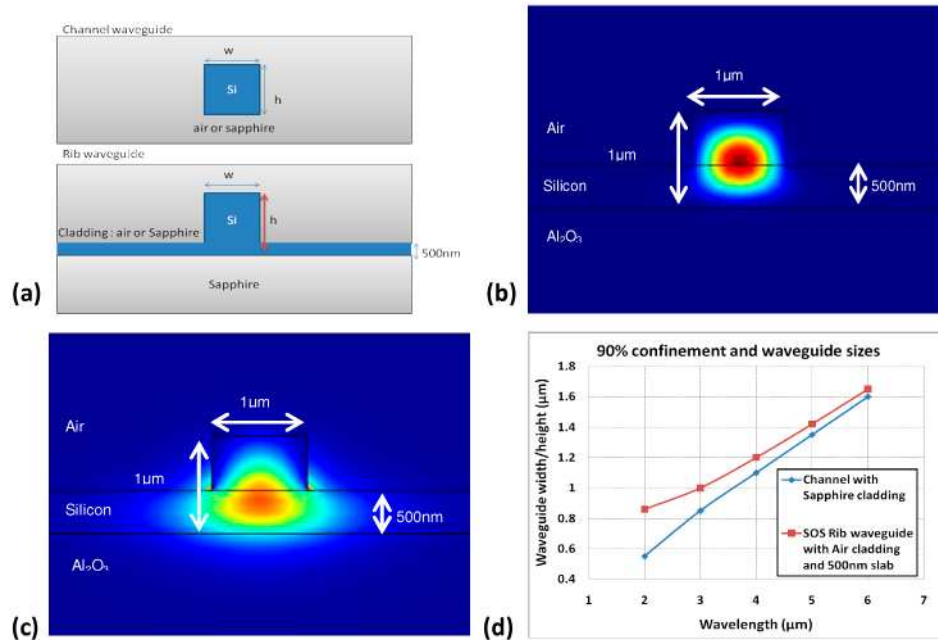 Channel waveguide
w
Si
h
air or sapphire
Rib waveguide
w
Si
h
Cladding : air or Sapphire
500nm
Sapphire
(a)
1µm
Air
1µm
Silicon
500nm
Al₂O₃
(b)
1µm
Air
1µm
Silicon
500nm
Al₂O₃
(c)
90% confinement and waveguide sizes
Waveguide width/height (µm)
1.8
1.6
1.4
1.2
1
0.8
0.6
0.4
1 2 3 4 5 6 7
Wavelength (µm)
Channel with
Sapphire cladding
SOS Rib waveguide
with Air cladding
and 500nm slab
(d)